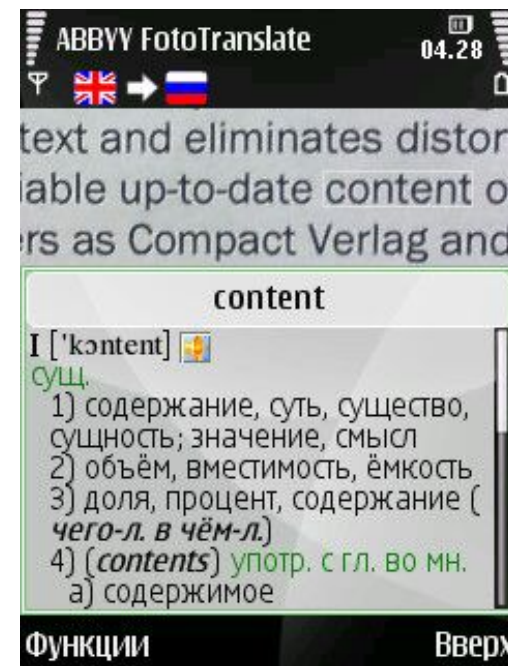 ABBYY FotoTranslate
04.28
text and eliminates distor
iable up-to-date content o
rs as Compact Verlag and
content
I ['kɔntent]
сущ.
1) содержание, суть, существо,
сущность; значение, смысл
2) объём, вместимость, ёмкость
3) доля, процент, содержание (
чего-л. в чём-л.)
4) (contents) употр. с гл. во мн.
а) содержимое
Функции
Вверх